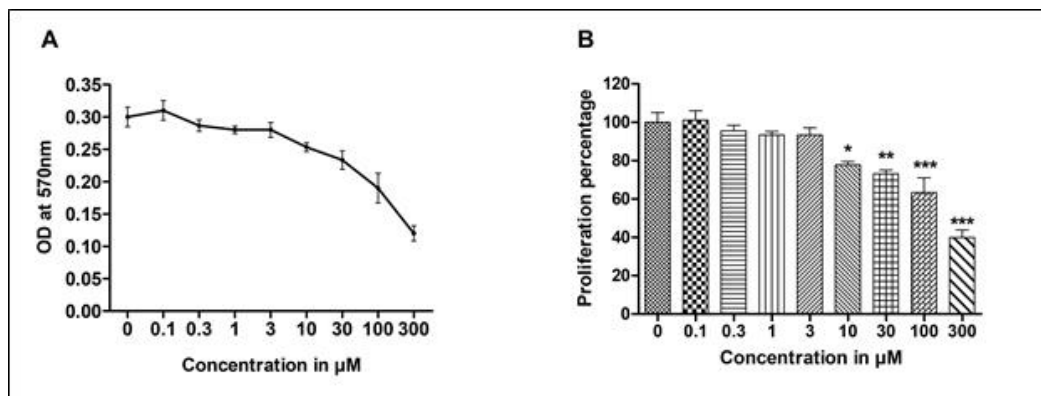 A
OD at 570nm
0.35
0.30
0.25
0.20
0.15
0.10
0.05
0.00
0 0.1 0.3 1 3 10 30 100 300
Concentration in µM
B
Proliferation percentage
120
100
80
60
40
20
0
* ** *** ***
0 0.1 0.3 1 3 10 30 100 300
Concentration in µM